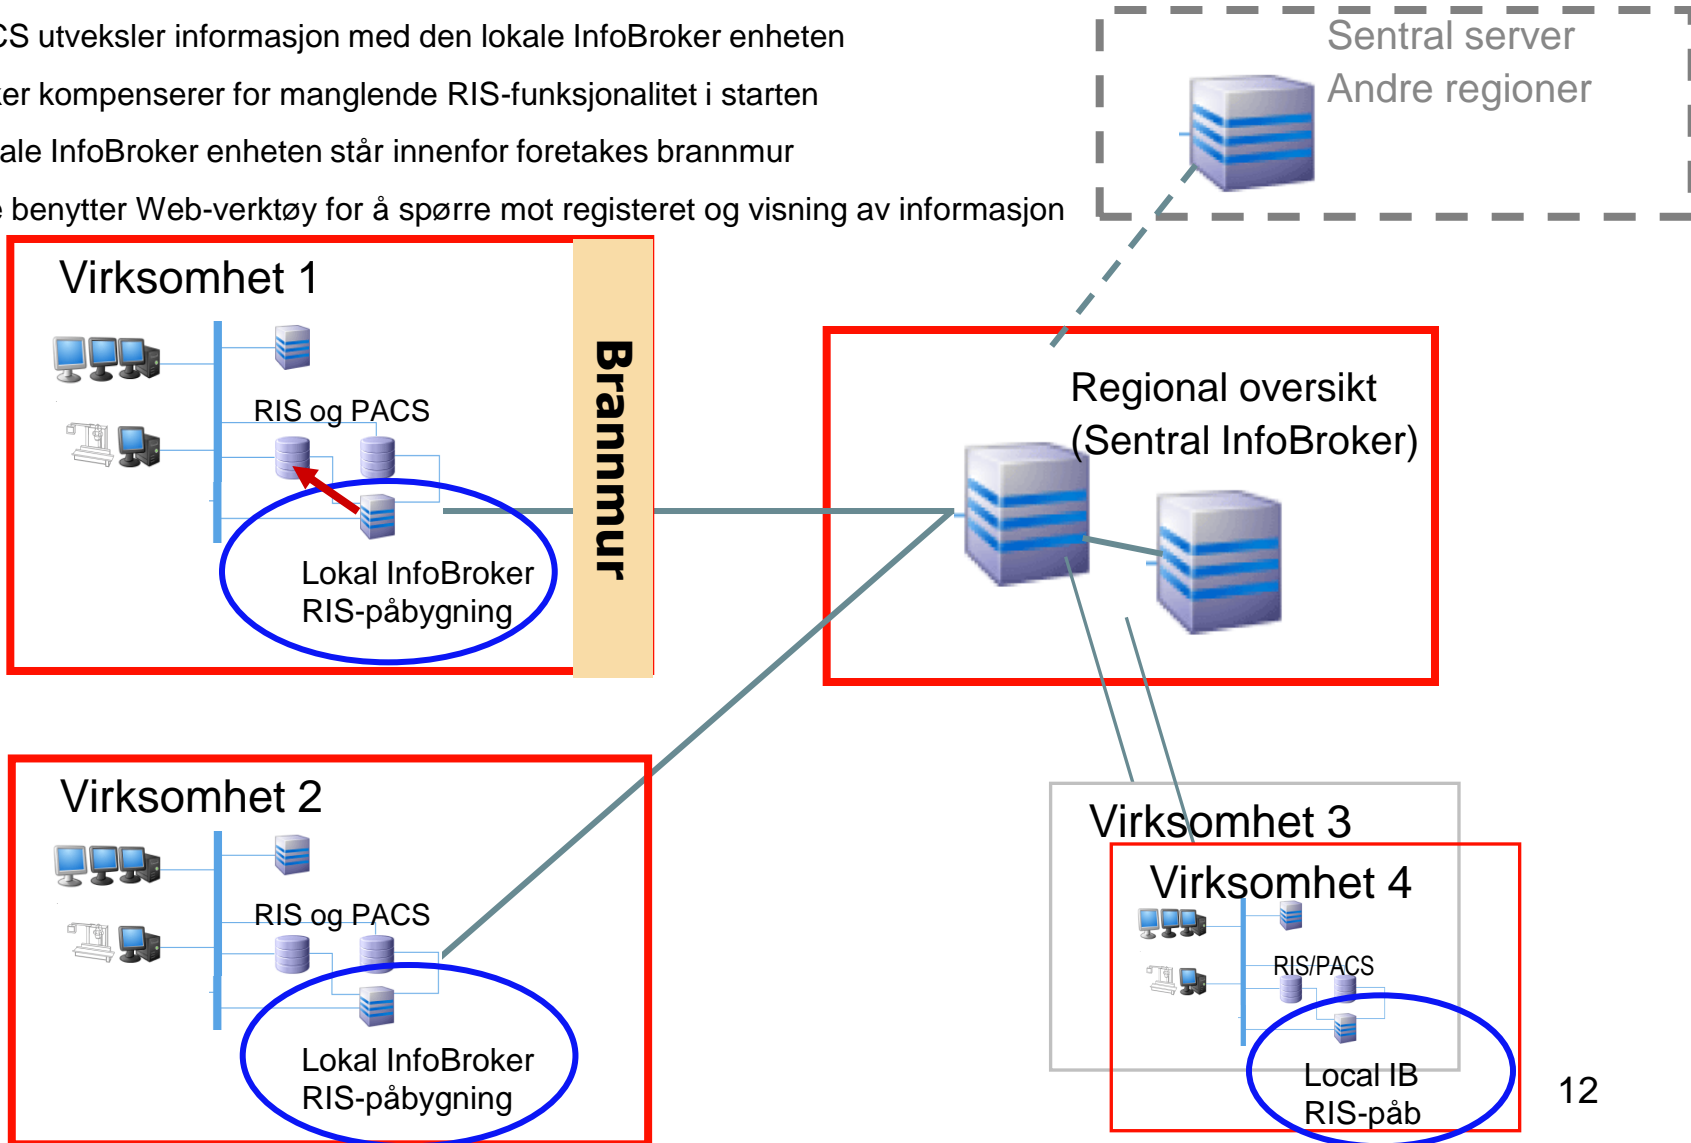 CS utveksler informasjon med den lokale InfoBroker enheten
ker kompenserer for manglende RIS-funksjonalitet i starten
ale InfoBroker enheten står innenfor foretakes brannmur
e benytter Web-verktøy for å spørre mot registeret og visning av informasjon
Sentral server
Andre regioner
Virksomhet 1
RIS og PACS
Lokal InfoBroker
RIS-påbygning
Brannmur
Regional oversikt
(Sentral InfoBroker)
Virksomhet 2
RIS og PACS
Lokal InfoBroker
RIS-påbygning
Virksomhet 3
Virksomhet 4
RIS/PACS
Local IB
RIS-påb
12